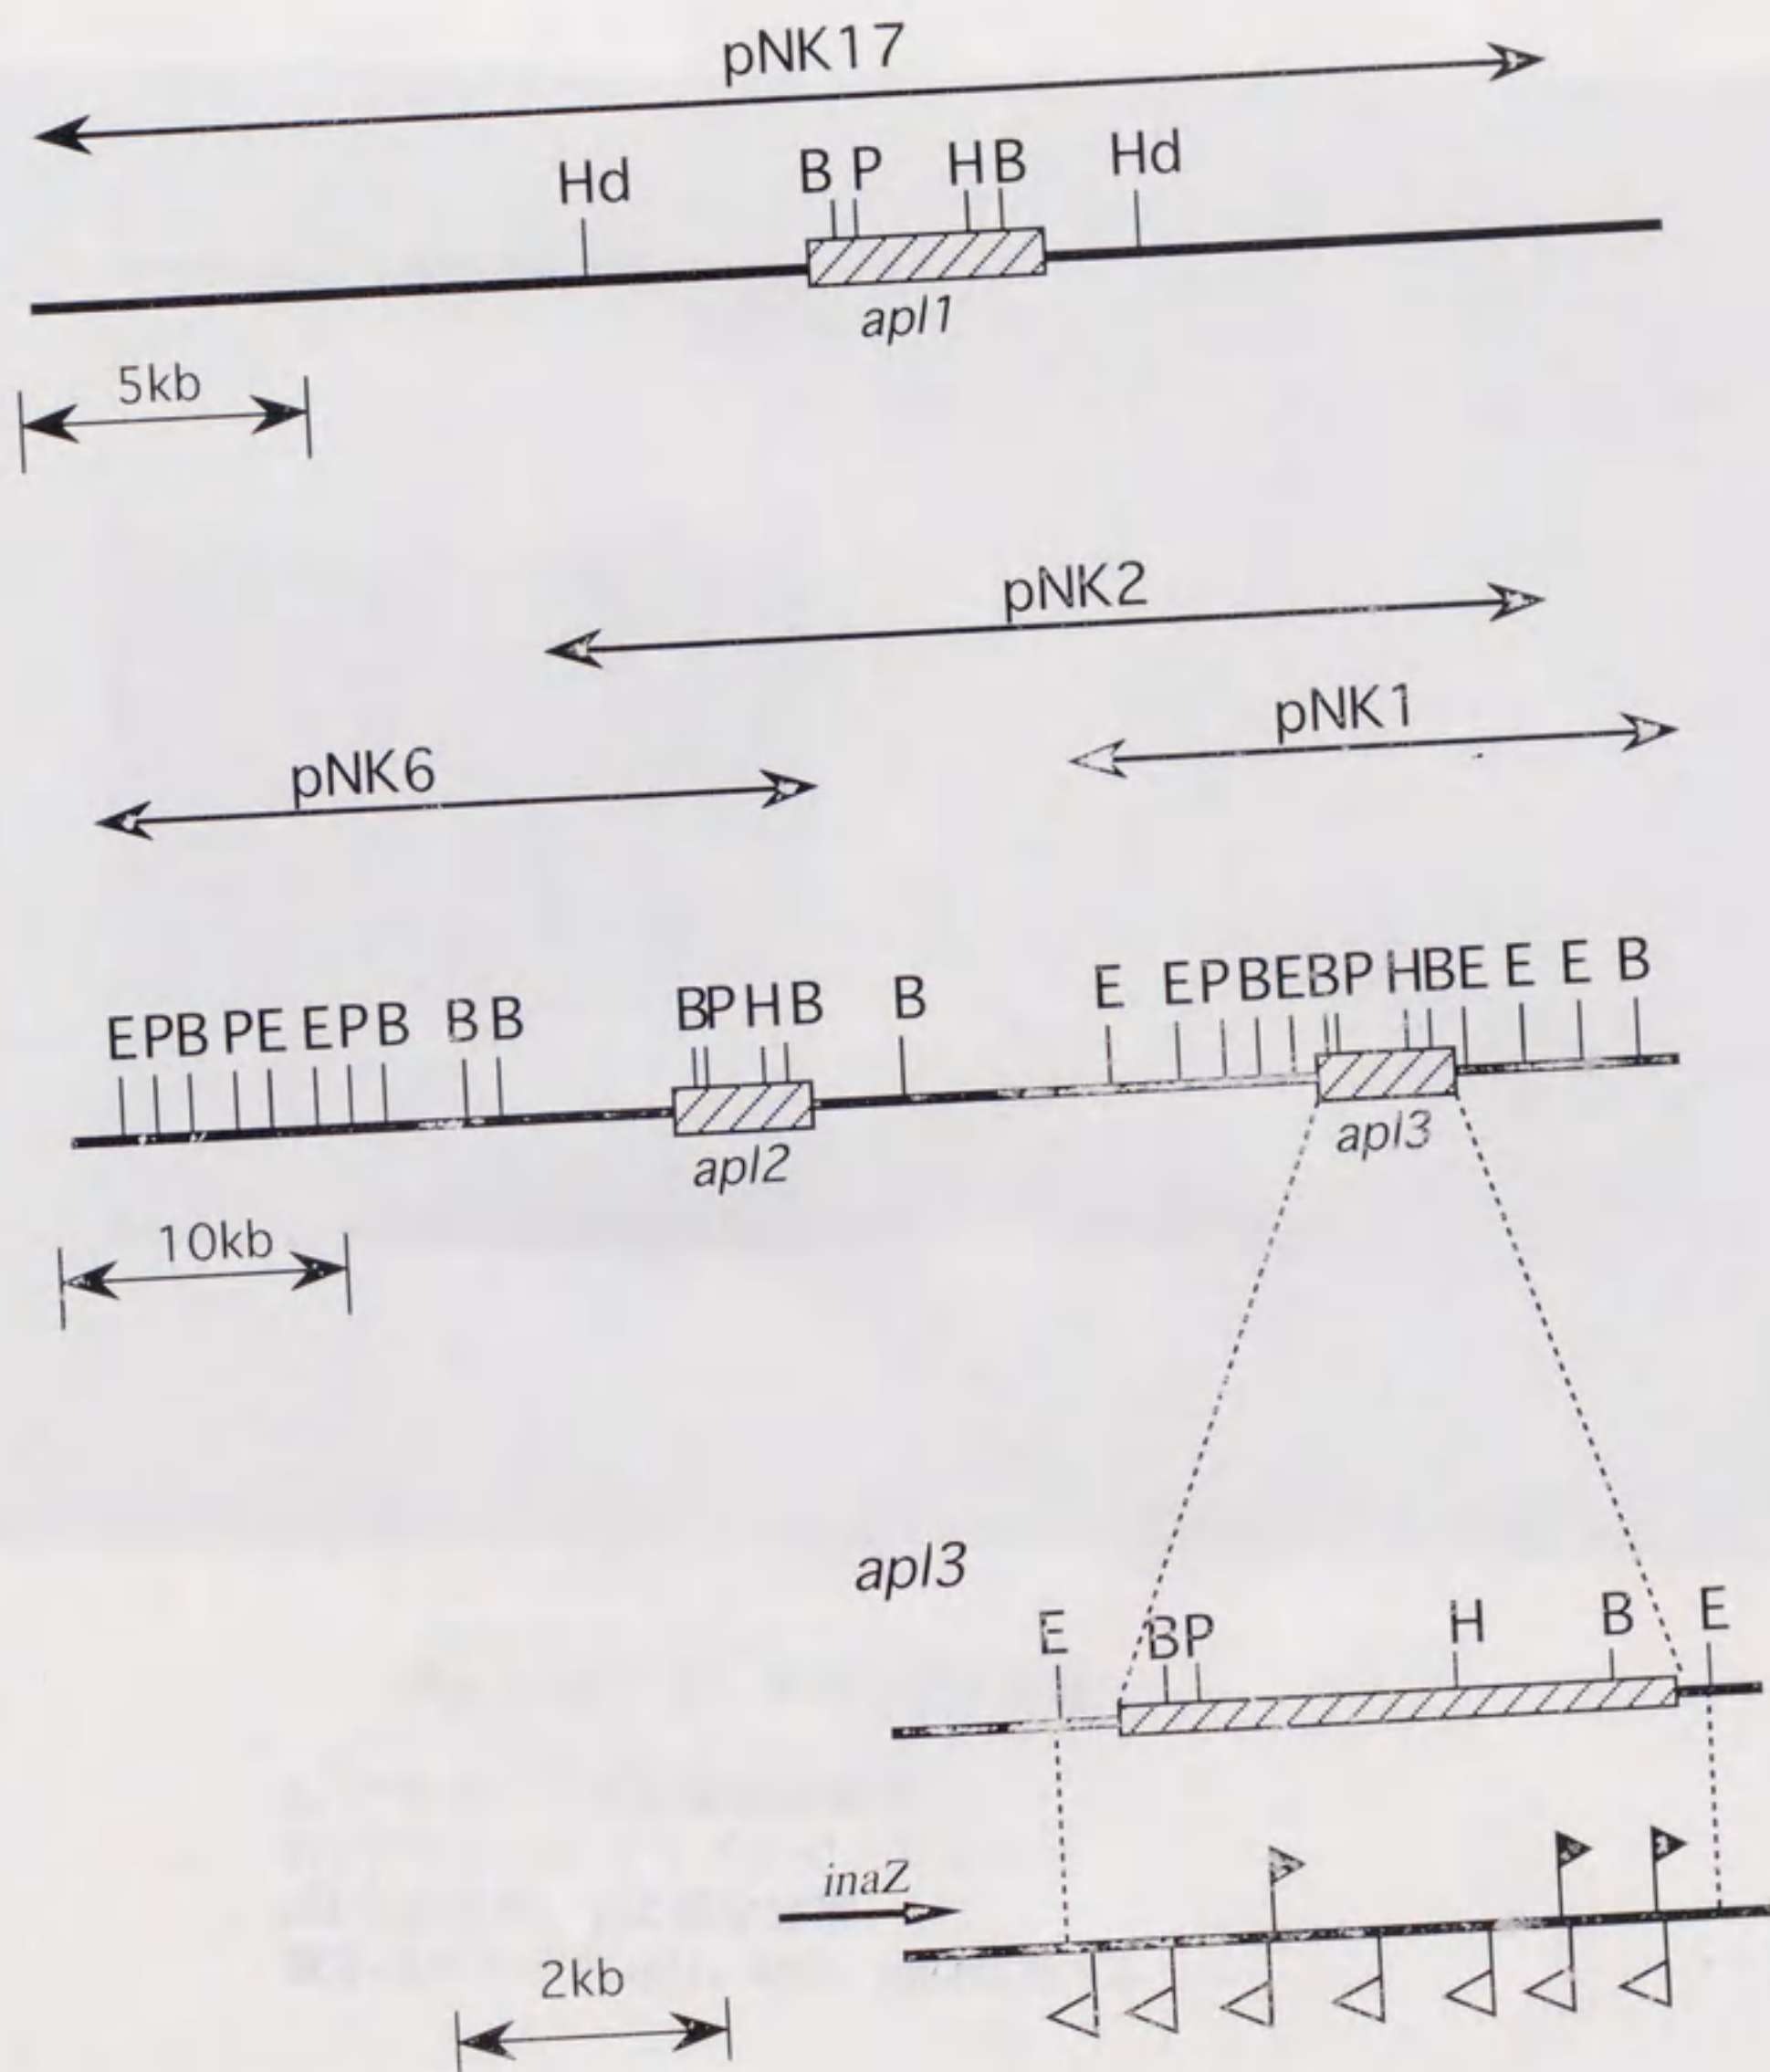 pNK17
Hd B P H B Hd
apl1
5kb
pNK2
pNK1
pNK6
E P B P E E P B B B B P H B B E E P B E B P H B E E E B
apl2
apl3
10kb
apl3
E B P H B E
inaZ
2kb